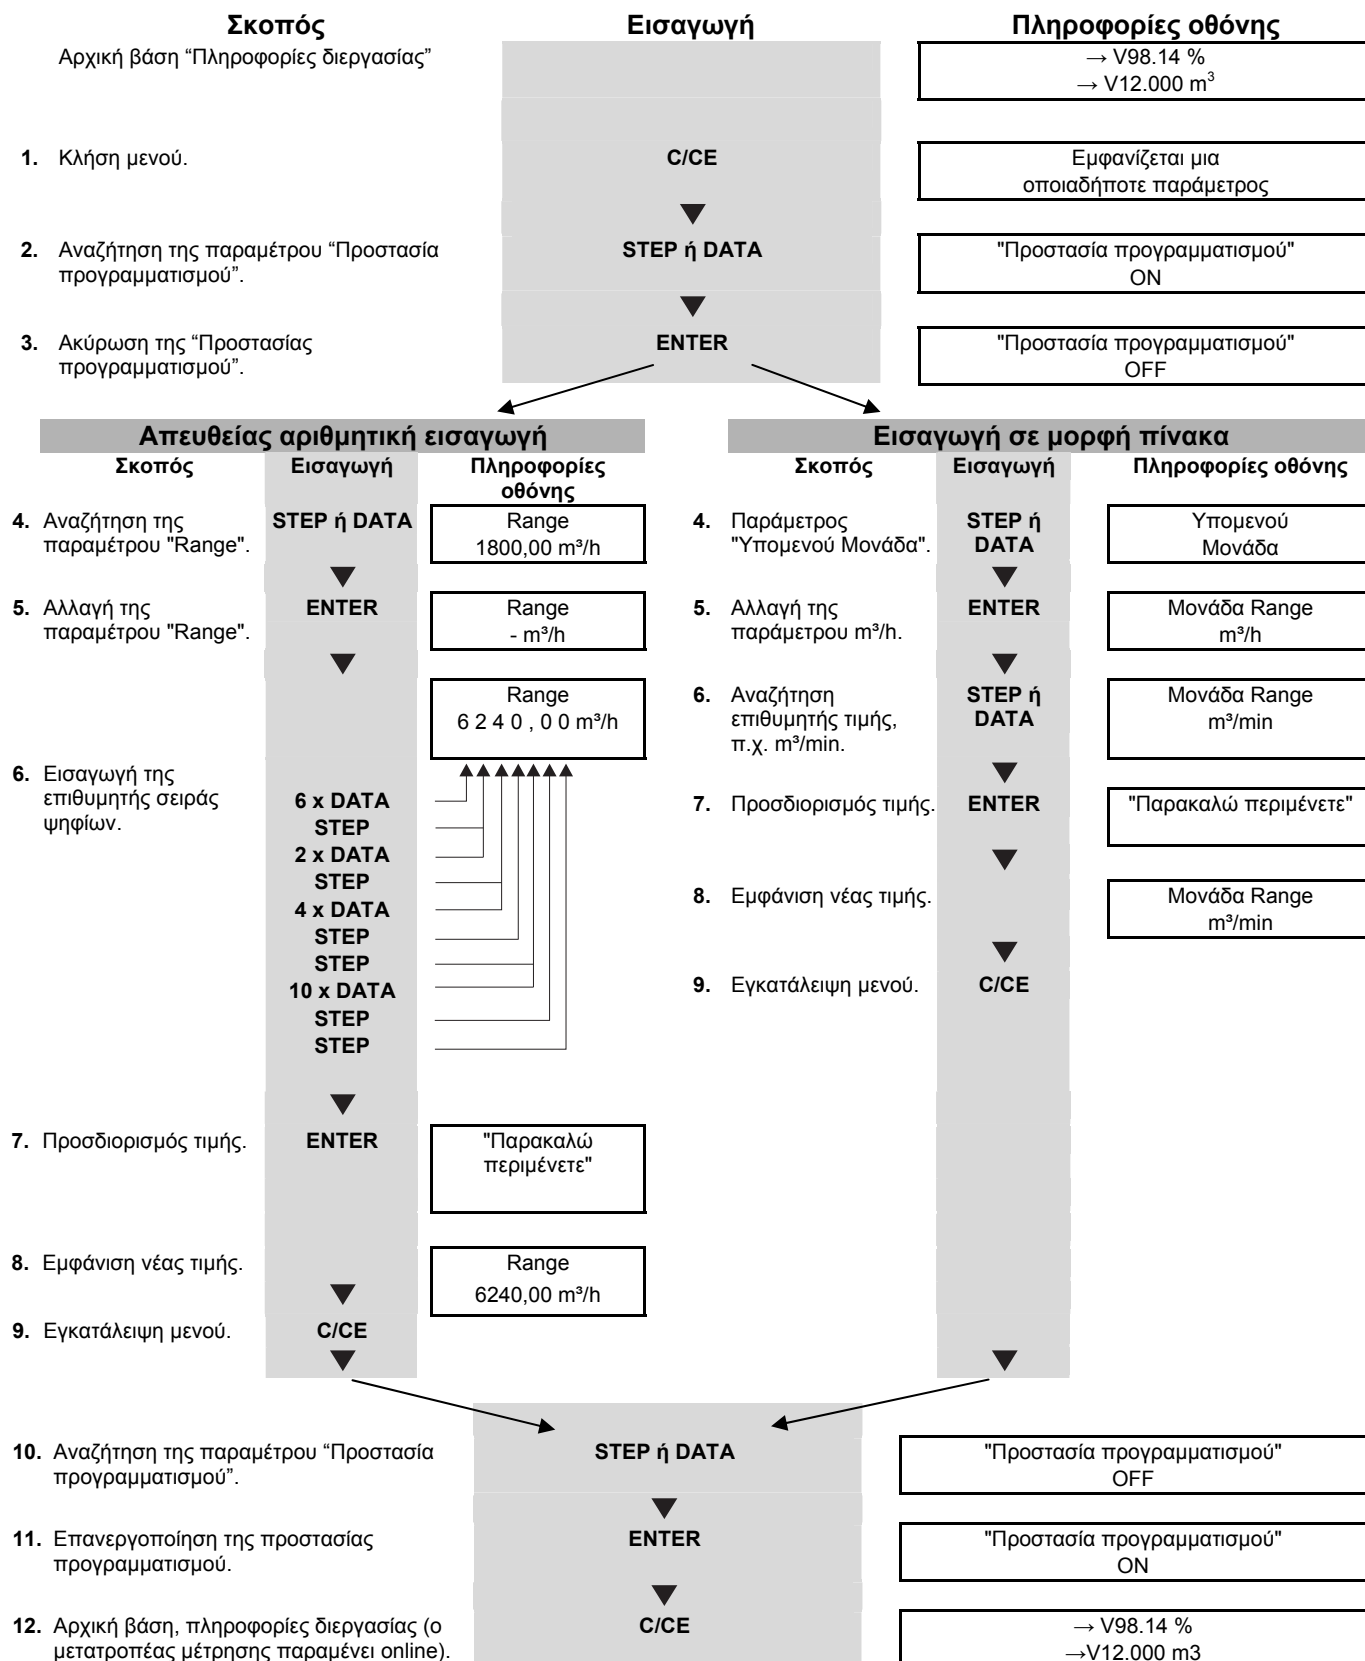 Σκοπός Εισαγωγή Πληροφορίες οθόνης
Αρχική βάση “Πληροφορίες διεργασίας”
→ V98.14 %
→ V12.000 m³
1. Κλήση μενού. C/CE
Εμφανίζεται μια
οποιαδήποτε παράμετρος
2. Αναζήτηση της παραμέτρου “Προστασία
προγραμματισμού”.
STEP ή DATA
"Προστασία προγραμματισμού"
ON
3. Ακύρωση της “Προστασίας
προγραμματισμού”.
ENTER
"Προστασία προγραμματισμού"
OFF
Απευθείας αριθμητική εισαγωγή
Σκοπός Εισαγωγή Πληροφορίες
οθόνης
4. Αναζήτηση της
παραμέτρου "Range".
STEP ή DATA
Range
1800,00 m³/h
5. Αλλαγή της
παραμέτρου "Range".
ENTER
Range
- m³/h
Range
6 2 4 0 , 0 0 m³/h
6. Εισαγωγή της
επιθυμητής σειράς
ψηφίων.
6 x DATA
STEP
2 x DATA
STEP
4 x DATA
STEP
STEP
10 x DATA
STEP
STEP
7. Προσδιορισμός τιμής. ENTER
"Παρακαλώ
περιμένετε"
8. Εμφάνιση νέας τιμής.
Range
6240,00 m³/h
9. Εγκατάλειψη μενού. C/CE
Εισαγωγή σε μορφή πίνακα
Σκοπός Εισαγωγή Πληροφορίες οθόνης
4. Παράμετρος
"Υπομενού Μονάδα".
STEP ή
DATA
Υπομενού
Μονάδα
5. Αλλαγή της
παράμετρου m³/h.
ENTER
Μονάδα Range
m³/h
6. Αναζήτηση
επιθυμητής τιμής,
π.χ. m³/min.
STEP ή
DATA
Μονάδα Range
m³/min
7. Προσδιορισμός τιμής. ENTER
"Παρακαλώ περιμένετε"
8. Εμφάνιση νέας τιμής.
Μονάδα Range
m³/min
9. Εγκατάλειψη μενού. C/CE
10. Αναζήτηση της παραμέτρου “Προστασία
προγραμματισμού”.
STEP ή DATA
"Προστασία προγραμματισμού"
OFF
11. Επανεργοποίηση της προστασίας
προγραμματισμού.
ENTER
"Προστασία προγραμματισμού"
ON
12. Αρχική βάση, πληροφορίες διεργασίας (ο
μετατροπέας μέτρησης παραμένει online).
C/CE
→ V98.14 %
→V12.000 m3